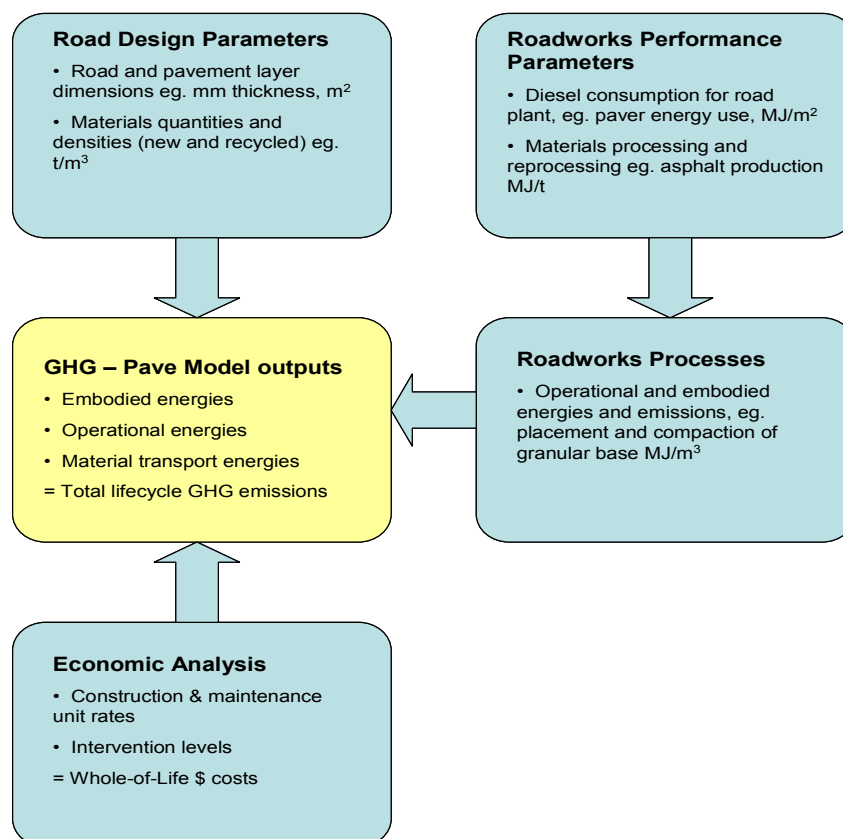 Road Design Parameters
• Road and pavement layer
dimensions eg. mm thickness, m²
• Materials quantities and
densities (new and recycled) eg.
t/m³
Roadworks Performance
Parameters
• Diesel consumption for road
plant, eg. paver energy use, MJ/m²
• Materials processing and
reprocessing eg. asphalt production
MJ/t
GHG – Pave Model outputs
• Embodied energies
• Operational energies
• Material transport energies
= Total lifecycle GHG emissions
Roadworks Processes
• Operational and embodied
energies and emissions, eg.
placement and compaction of
granular base MJ/m³
Economic Analysis
• Construction & maintenance
unit rates
• Intervention levels
= Whole-of-Life $ costs